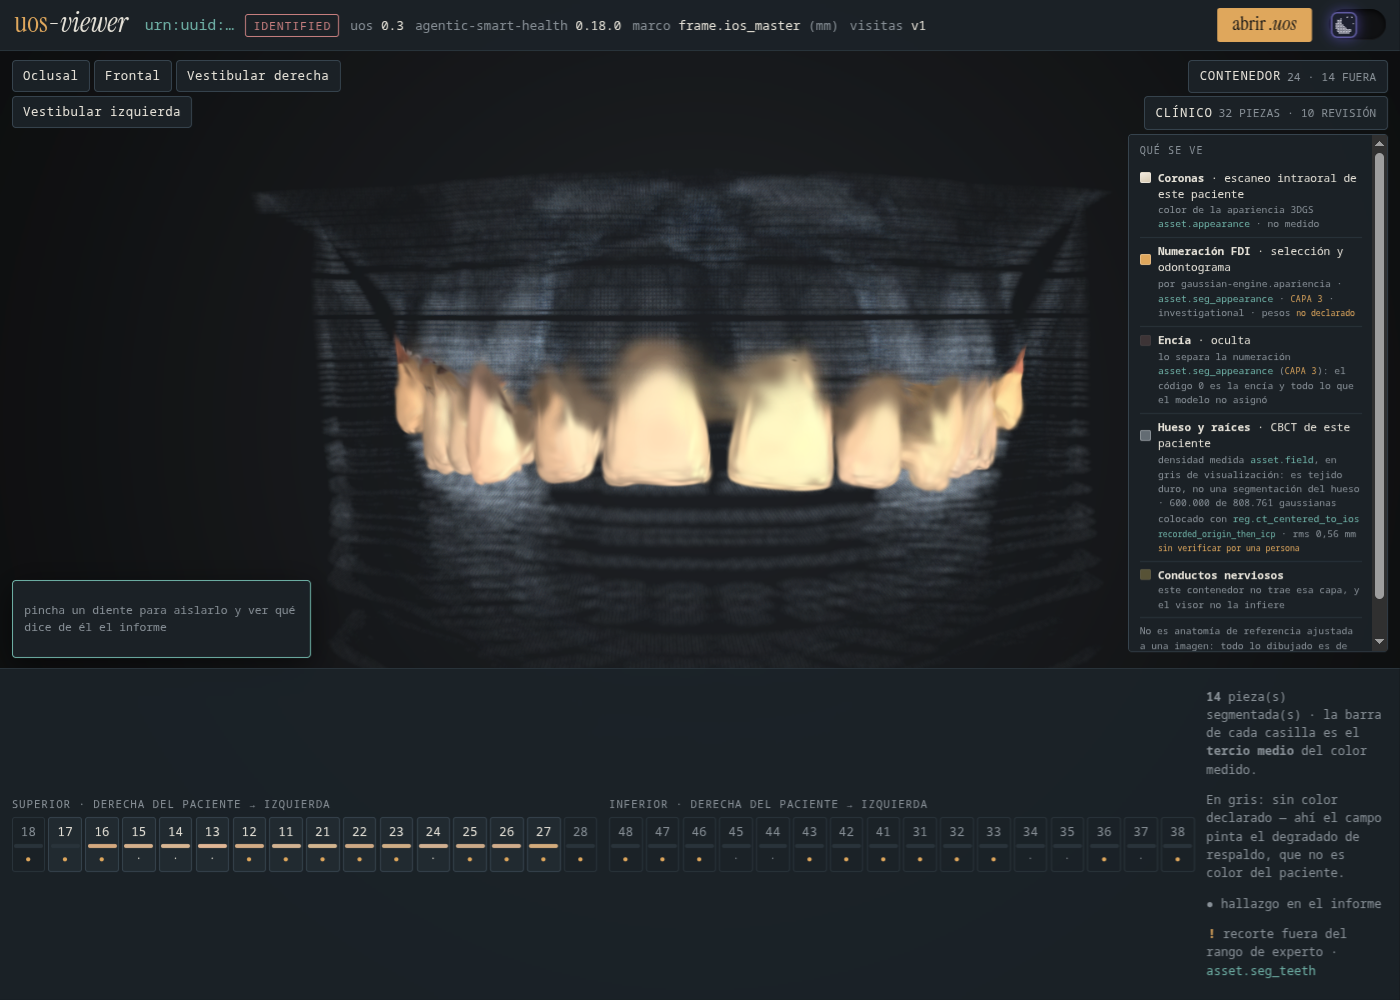 uos-viewer urn:uuid:… IDENTIFIED uos 0.3 agentic-smart-health 0.18.0 marco frame.ios_master (mm) visitas v1 abrir .uos
Oclusal Frontal Vestibular derecha
Vestibular izquierda
CONTENEDOR 24 · 14 FUERA
CLÍNICO 32 PIEZAS · 10 REVISIÓN
QUÉ SE VE
Coronas · escaneo intraoral de
este paciente
color de la apariencia 3DGS
asset.appearance · no medido
Numeración FDI · selección y
odontograma
por gaussian-engine.apariencia ·
asset.seg_appearance · CAPA 3 ·
investigational · pesos no declarado
Encía · oculta
lo separa la numeración
asset.seg_appearance (CAPA 3): el
código 0 es la encía y todo lo que
el modelo no asignó
Hueso y raíces · CBCT de este
paciente
densidad medida asset.field, en
gris de visualización: es tejido
duro, no una segmentación del hueso
· 600.000 de 808.761 gaussianas
colocado con reg.ct_centered_to_ios
recorded_origin_then_icp · rms 0,56 mm
sin verificar por una persona
Conductos nerviosos
este contenedor no trae esa capa, y
el visor no la infiere
No es anatomía de referencia ajustada
a una imagen: todo lo dibujado es de
pincha un diente para aislarlo y ver qué
dice de él el informe
SUPERIOR · DERECHA DEL PACIENTE → IZQUIERDA
18 17 16 15 14 13 12 11 21 22 23 24 25 26 27 28
INFERIOR · DERECHA DEL PACIENTE → IZQUIERDA
48 47 46 45 44 43 42 41 31 32 33 34 35 36 37 38
14 pieza(s)
segmentada(s) · la barra
de cada casilla es el
tercio medio del color
medido.
En gris: sin color
declarado — ahí el campo
pinta el degradado de
respaldo, que no es
color del paciente.
● hallazgo en el informe
! recorte fuera del
rango de experto ·
asset.seg_teeth